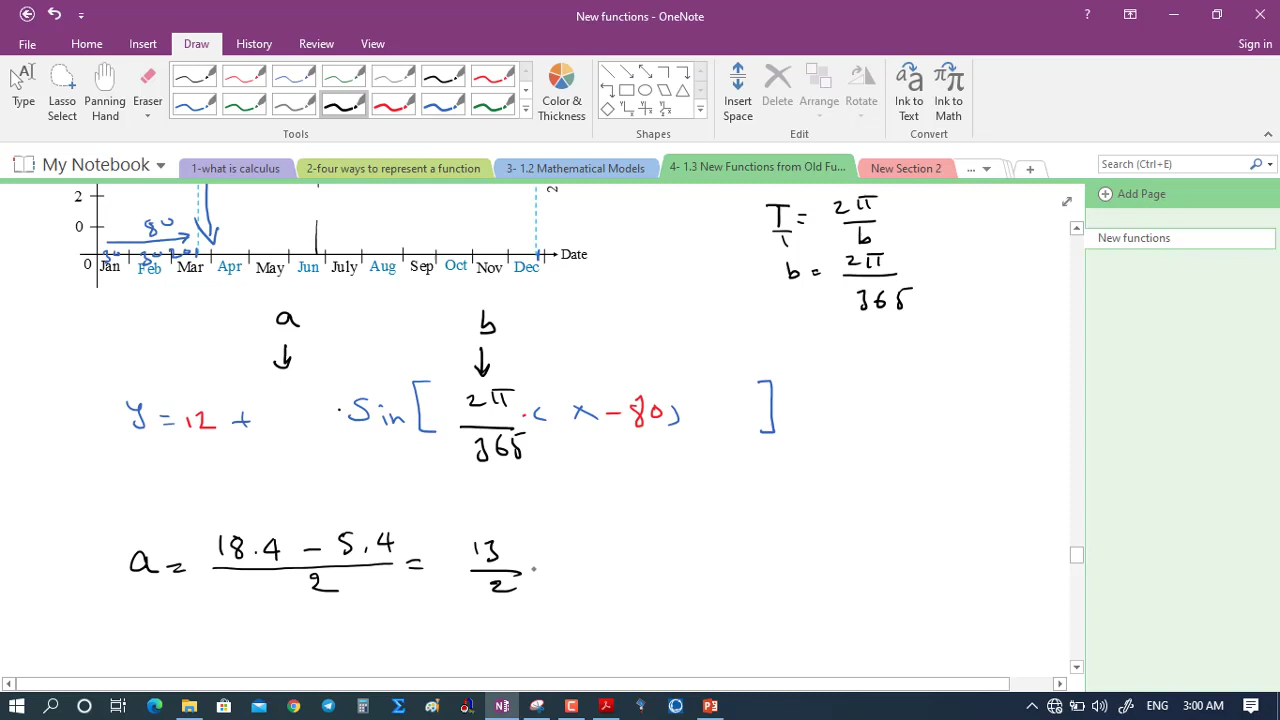 New functions - OneNote
? 
File Home Insert Draw History Review View Sign in
Type Lasso Select Panning Hand Eraser Color & Thickness Insert Space Delete Arrange Rotate Ink to Text Ink to Math
Tools Shapes Edit Convert
My Notebook 1-what is calculus 2-four ways to represent a function 3- 1.2 Mathematical Models 4- 1.3 New Functions from Old Fu... New Section 2 ... Search (Ctrl+E)
Add Page
New functions
2
0
0 Jan Feb Mar Apr May Jun July Aug Sep Oct Nov Dec Date
2
80
30 30 20
T/1 = 2π/b
b = 2π/365
a b
y = 12 + · Sin[ 2π/365 · ( x - 80) ]
a = (18.4 - 5.4)/2 = 13/2
3:00 AM